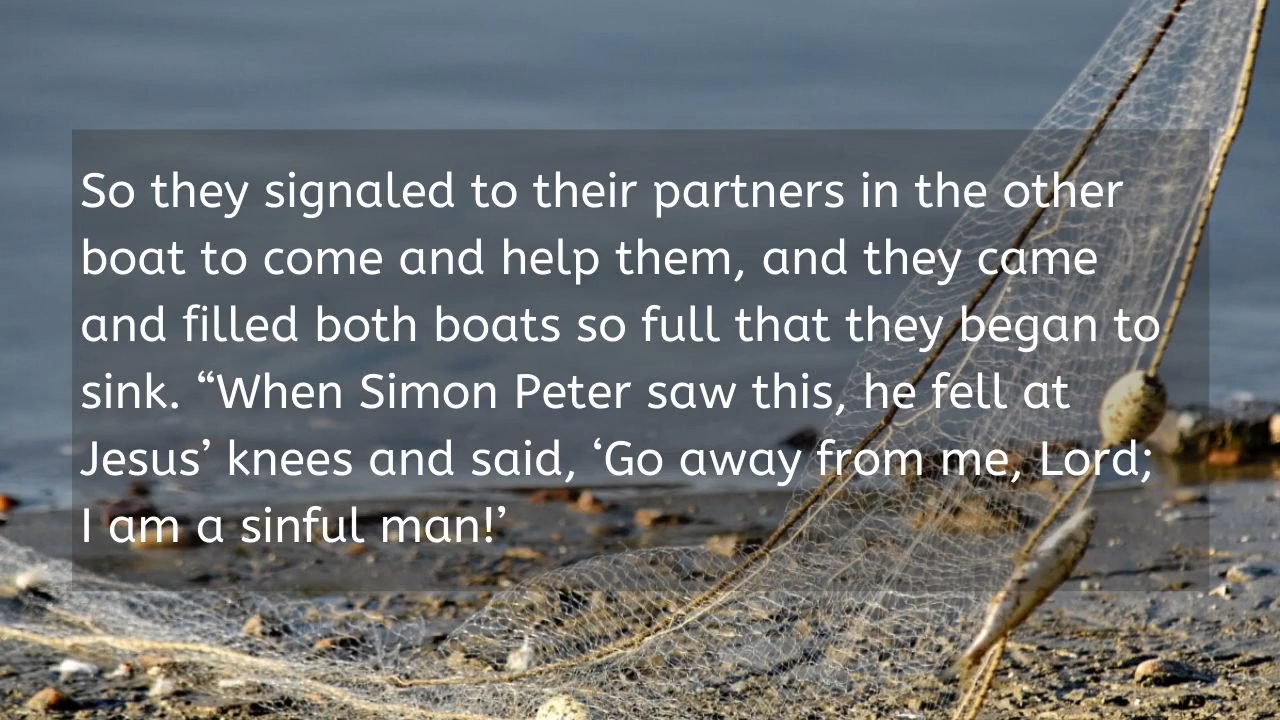 So they signaled to their partners in the other
boat to come and help them, and they came
and filled both boats so full that they began to
sink. “When Simon Peter saw this, he fell at
Jesus’ knees and said, ‘Go away from me, Lord;
I am a sinful man!’